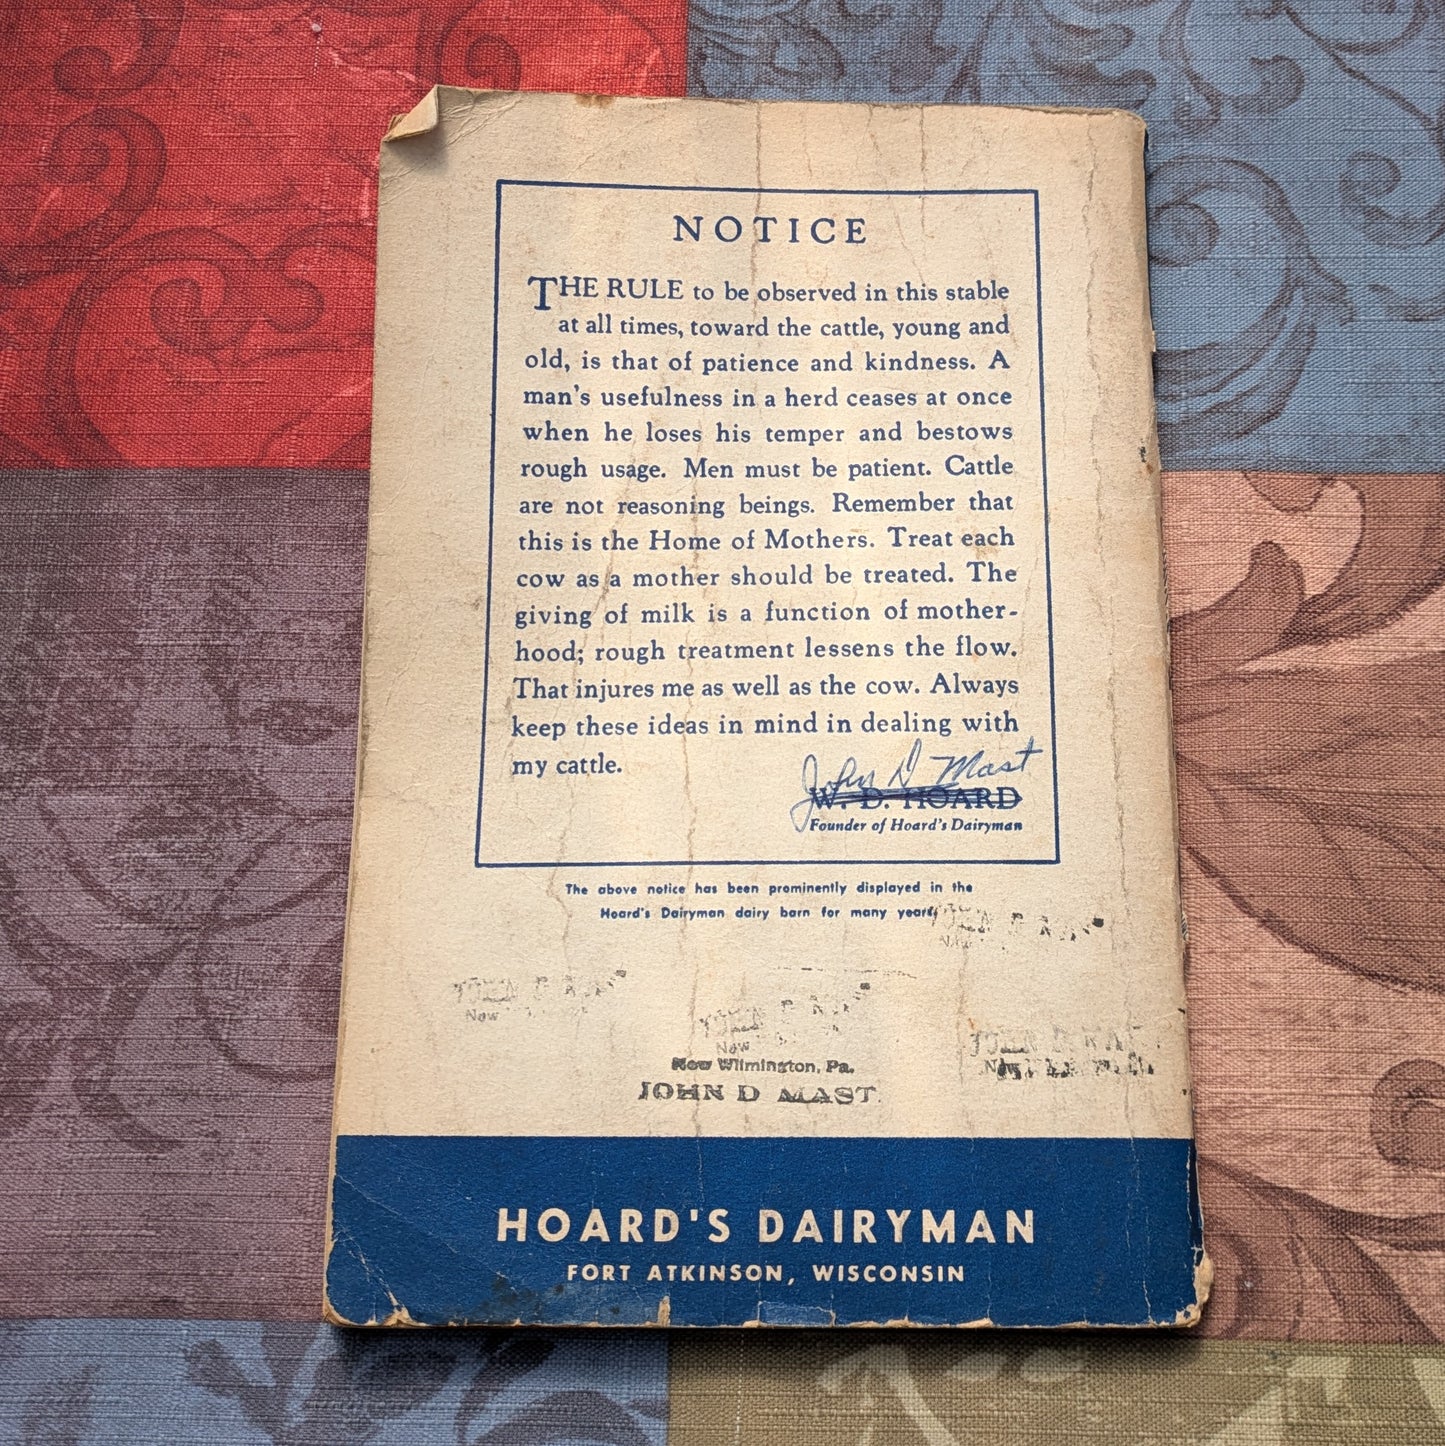 NOTICE
THE RULE to be observed in this stable
at all times, toward the cattle, young and
old, is that of patience and kindness. A
man's usefulness in a herd ceases at once
when he loses his temper and bestows
rough usage. Men must be patient. Cattle
are not reasoning beings. Remember that
this is the Home of Mothers. Treat each
cow as a mother should be treated. The
giving of milk is a function of mother-
hood; rough treatment lessens the flow.
That injures me as well as the cow. Always
keep these ideas in mind in dealing with
my cattle.
John D Mast
W. D. HOARD
Founder of Hoard's Dairyman
The above notice has been prominently displayed in the
Hoard's Dairyman dairy barn for many years.
New
New
New
New Wilmington, Pa.
JOHN D MAST
HOARD'S DAIRYMAN
FORT ATKINSON, WISCONSIN